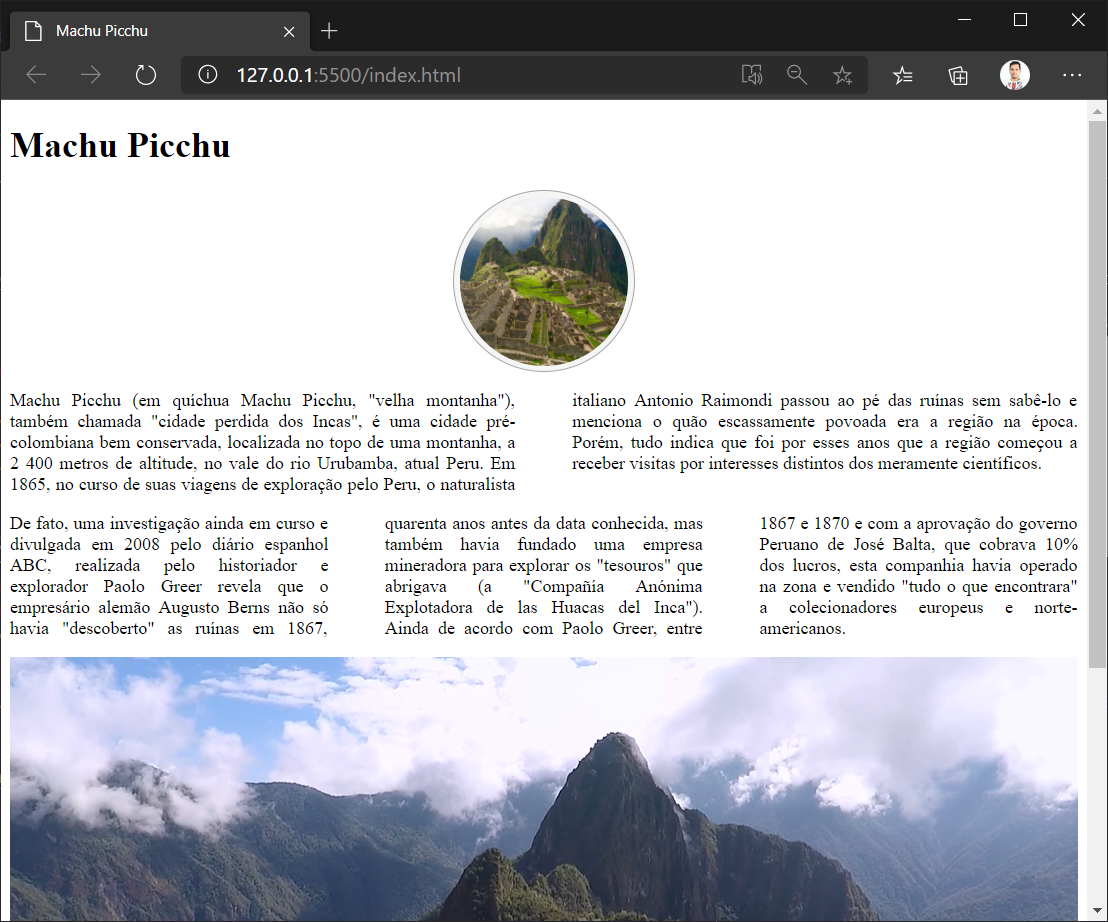 Machu Picchu
127.0.0.1:5500/index.html
Machu Picchu
Machu Picchu (em quíchua Machu Picchu, "velha montanha"),
também chamada "cidade perdida dos Incas", é uma cidade pré-
colombiana bem conservada, localizada no topo de uma montanha, a
2 400 metros de altitude, no vale do rio Urubamba, atual Peru. Em
1865, no curso de suas viagens de exploração pelo Peru, o naturalista
italiano Antonio Raimondi passou ao pé das ruínas sem sabê-lo e
menciona o quão escassamente povoada era a região na época.
Porém, tudo indica que foi por esses anos que a região começou a
receber visitas por interesses distintos dos meramente científicos.
De fato, uma investigação ainda em curso e
divulgada em 2008 pelo diário espanhol
ABC, realizada pelo historiador e
explorador Paolo Greer revela que o
empresário alemão Augusto Berns não só
havia "descoberto" as ruínas em 1867,
quarenta anos antes da data conhecida, mas
também havia fundado uma empresa
mineradora para explorar os "tesouros" que
abrigava (a "Compañía Anónima
Explotadora de las Huacas del Inca").
Ainda de acordo com Paolo Greer, entre
1867 e 1870 e com a aprovação do governo
Peruano de José Balta, que cobrava 10%
dos lucros, esta companhia havia operado
na zona e vendido "tudo o que encontrara"
a colecionadores europeus e norte-
americanos.